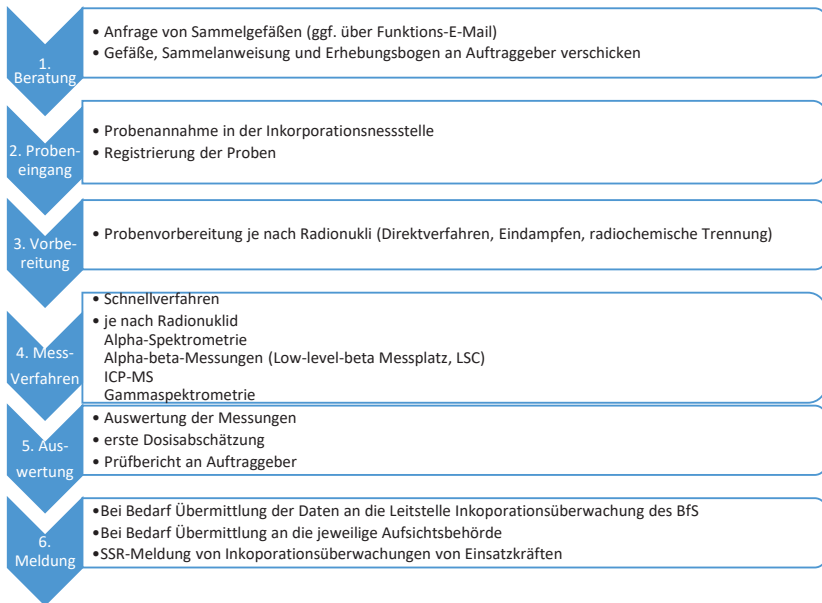 1.
Beratung
• Anfrage von Sammelgefäßen (ggf. über Funktions-E-Mail)
• Gefäße, Sammelanweisung und Erhebungsbogen an Auftraggeber verschicken
2. Proben-
eingang
• Probenannahme in der Inkorporationsnessstelle
• Registrierung der Proben
3. Vorbe-
reitung
• Probenvorbereitung je nach Radionukli (Direktverfahren, Eindampfen, radiochemische Trennung)
4. Mess-
Verfahren
• Schnellverfahren
• je nach Radionuklid
Alpha-Spektrometrie
Alpha-beta-Messungen (Low-level-beta Messplatz, LSC)
ICP-MS
Gammaspektrometrie
5. Aus-
wertung
• Auswertung der Messungen
• erste Dosisabschätzung
• Prüfbericht an Auftraggeber
6.
Meldung
•Bei Bedarf Übermittlung der Daten an die Leitstelle Inkoporationsüberwachung des BfS
•Bei Bedarf Übermittlung an die jeweilige Aufsichtsbehörde
•SSR-Meldung von Inkoporationsüberwachungen von Einsatzkräften